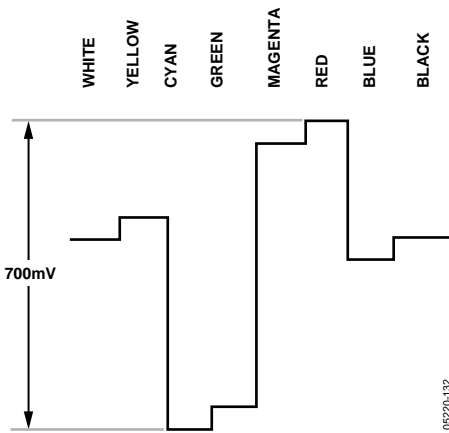 WHITE
YELLOW
CYAN
GREEN
MAGENTA
RED
BLUE
BLACK
700mV
05220-132